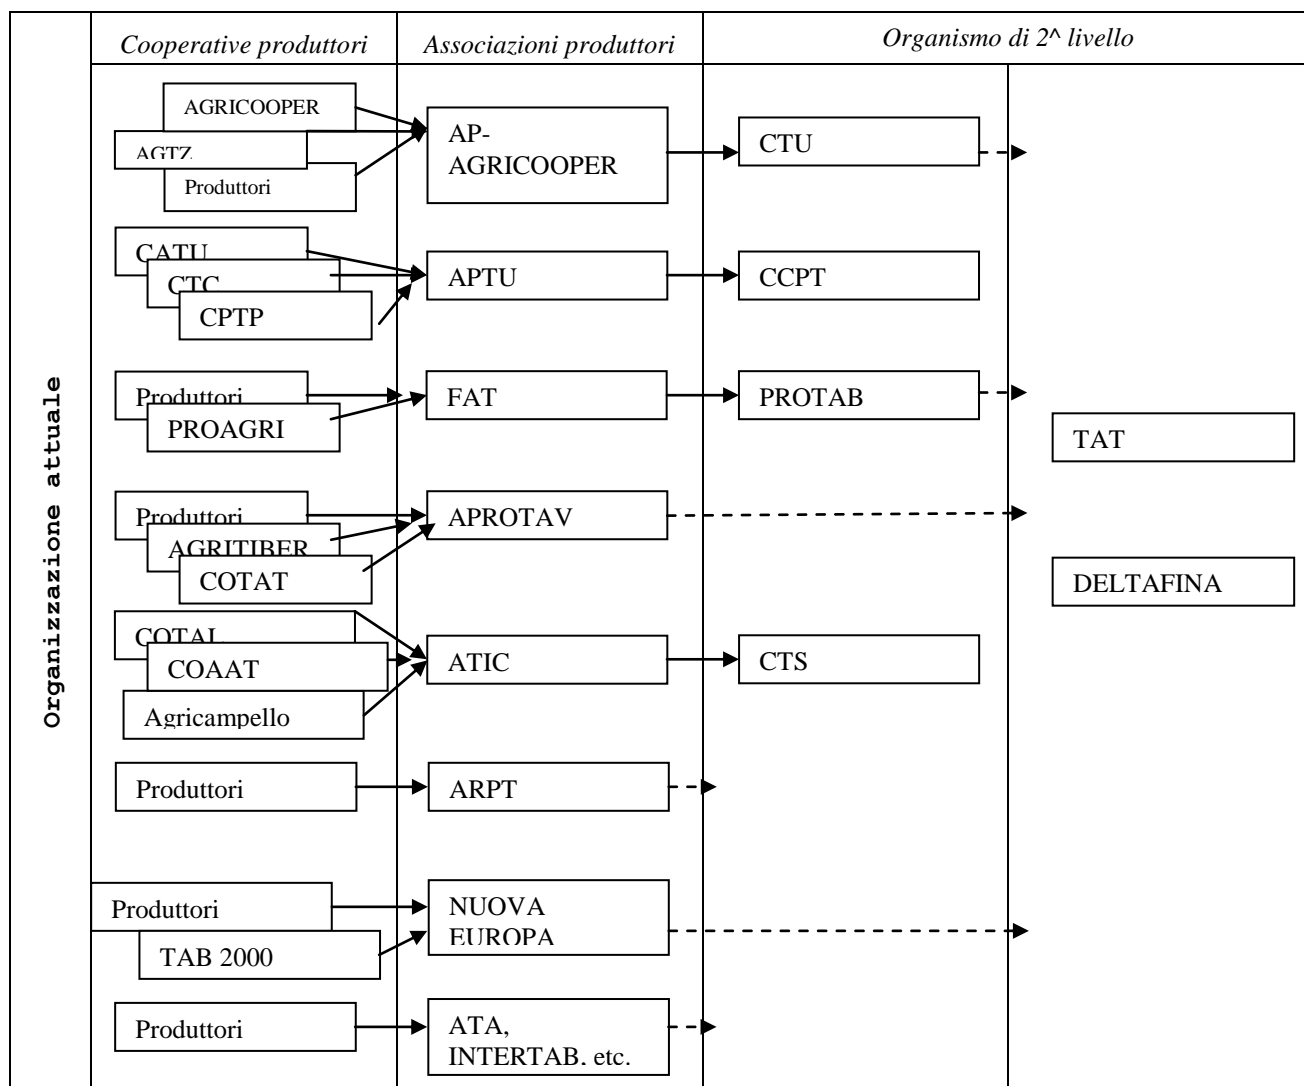 Cooperative produttori
Associazioni produttori
Organismo di 2^ livello
Organizzazione attuale
AGRICOOPER
AGTZ
Produttori
AP-
AGRICOOPER
CTU
CATU
CTC
CPTP
APTU
CCPT
Produttori
PROAGRI
FAT
PROTAB
TAT
Produttori
AGRITIBER
COTAT
APROTAV
DELTAFINA
COTAL
COAAT
Agricampello
ATIC
CTS
Produttori
ARPT
Produttori
TAB 2000
NUOVA
EUROPA
Produttori
ATA,
INTERTAB. etc.